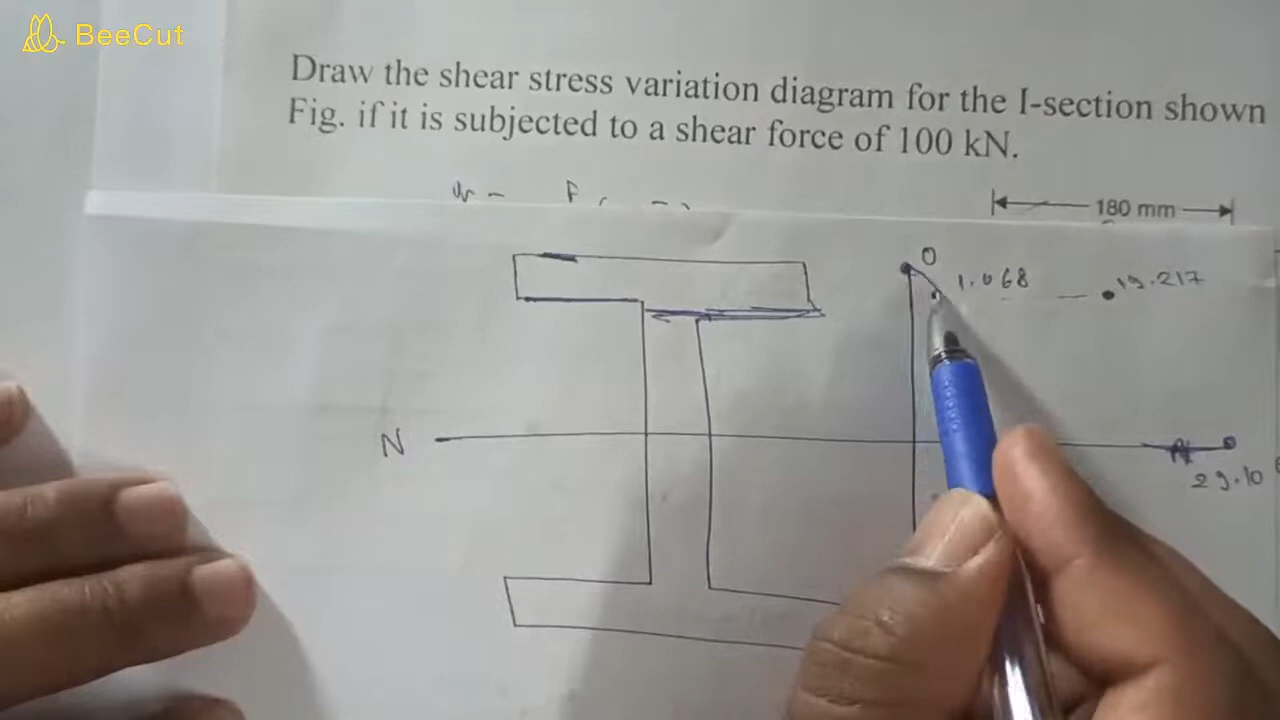 BeeCut
Draw the shear stress variation diagram for the I-section shown
Fig. if it is subjected to a shear force of 100 kN.
180 mm
O
1.068
19.217
N
29.10